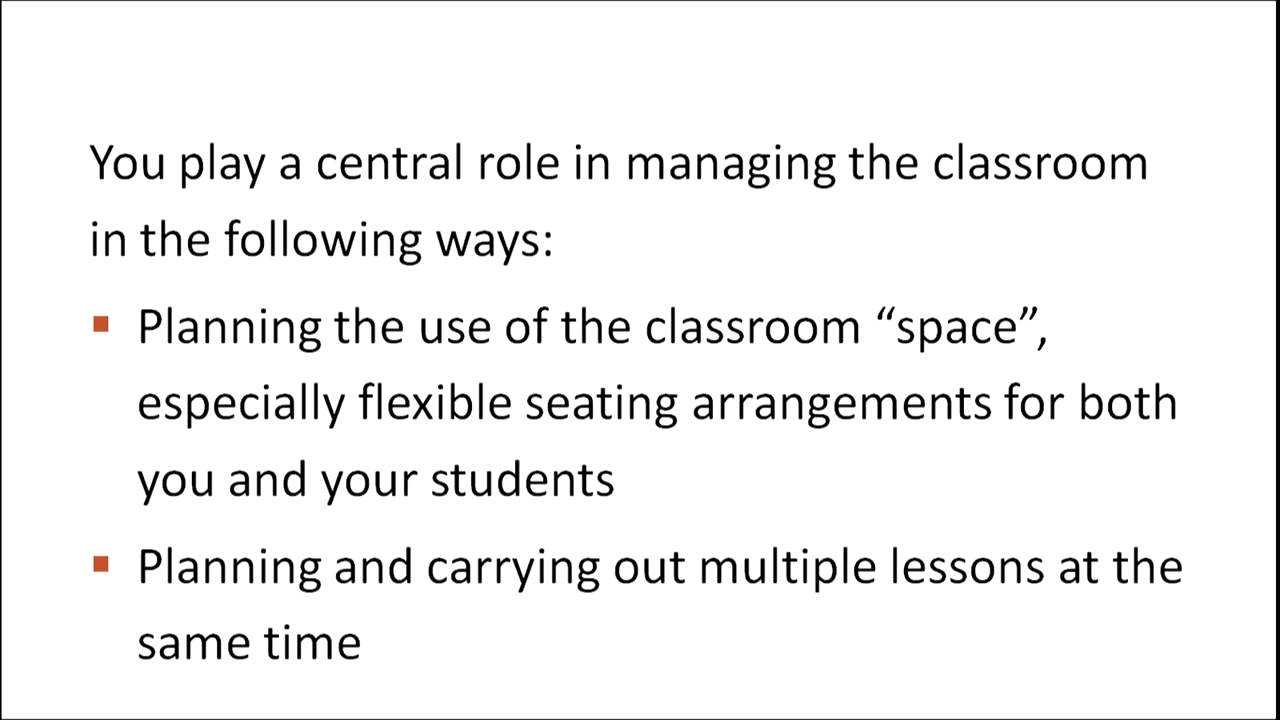 You play a central role in managing the classroom
in the following ways:
▪ Planning the use of the classroom “space”,
especially flexible seating arrangements for both
you and your students
▪ Planning and carrying out multiple lessons at the
same time